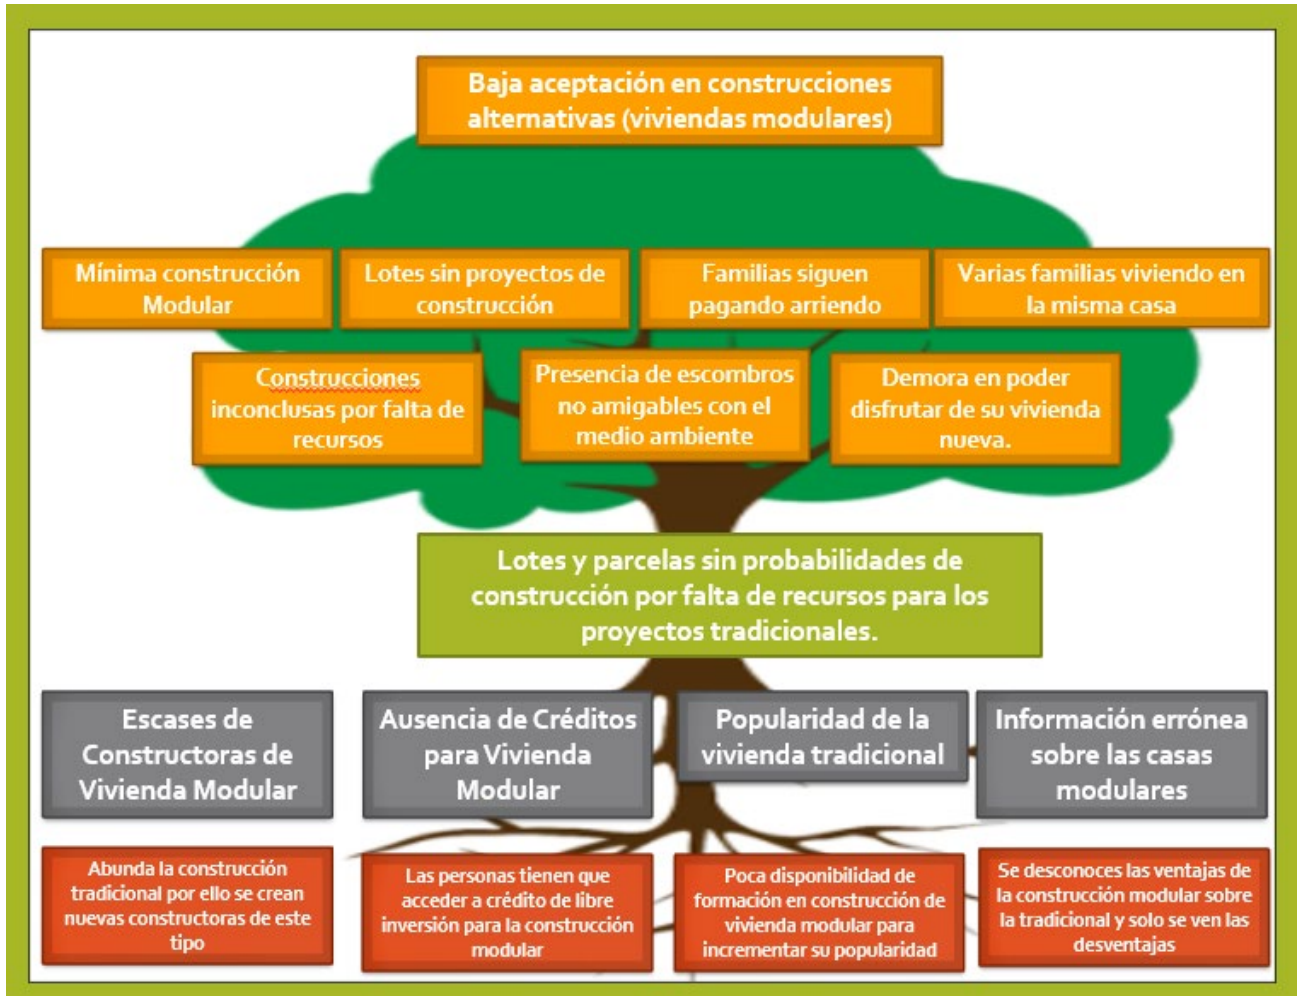 Baja aceptación en construcciones
alternativas (viviendas modulares)
Mínima construcción
Modular
Lotes sin proyectos de
construcción
Familias siguen
pagando arriendo
Varias familias viviendo en
la misma casa
Construcciones
inconclusas por falta de
recursos
Presencia de escombros
no amigables con el
medio ambiente
Demora en poder
disfrutar de su vivienda
nueva.
Lotes y parcelas sin probabilidades de
construcción por falta de recursos para los
proyectos tradicionales.
Escases de
Constructoras de
Vivienda Modular
Ausencia de Créditos
para Vivienda
Modular
Popularidad de la
vivienda tradicional
Información errónea
sobre las casas
modulares
Abunda la construcción
tradicional por ello se crean
nuevas constructoras de este
tipo
Las personas tienen que
acceder a crédito de libre
inversión para la construcción
modular
Poca disponibilidad de
formación en construcción de
vivienda modular para
incrementar su popularidad
Se desconoces las ventajas de
la construcción modular sobre
la tradicional y solo se ven las
desventajas